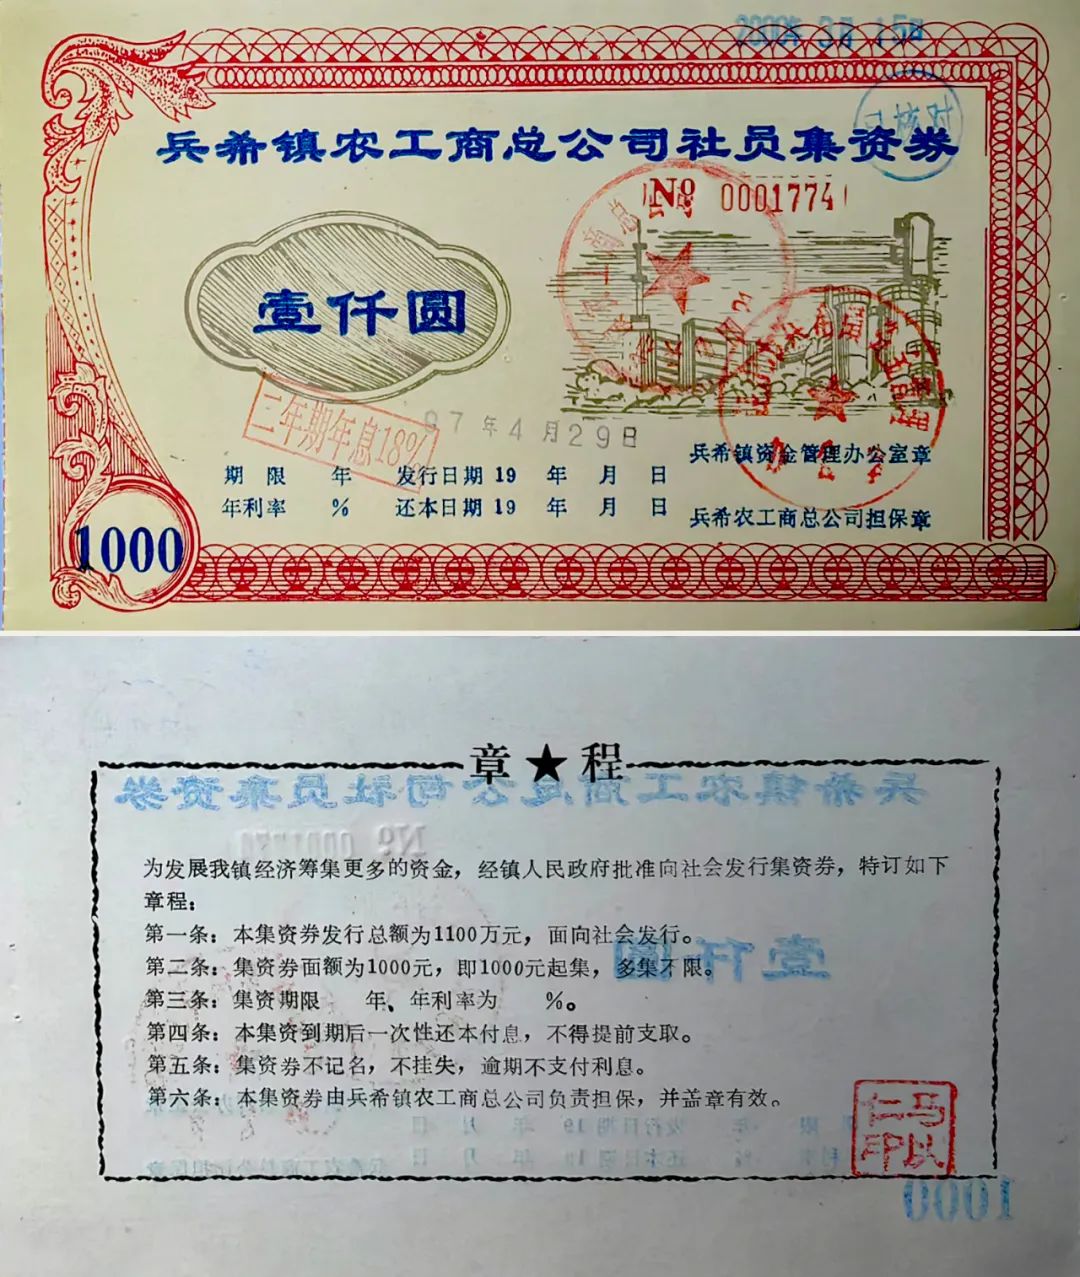 兵希镇农工商总公司社员集资券
№ 0001774
壹仟圆
三年期年息18%
97年4月29日
期 限 年 发行日期 19 年 月 日
年利率 % 还本日期 19 年 月 日
兵希镇资金管理办公室章
兵希农工商总公司担保章
1000
章★程
为发展我镇经济筹集更多的资金，经镇人民政府批准向社会发行集资券，特订如下
章程：
第一条：本集资券发行总额为1100万元，面向社会发行。
第二条：集资券面额为1000元，即1000元起集，多集不限。
第三条：集资期限 年、年利率为 %。
第四条：本集资到期后一次性还本付息，不得提前支取。
第五条：集资券不记名，不挂失，逾期不支付利息。
第六条：本集资券由兵希镇农工商总公司负责担保，并盖章有效。
马以仁印